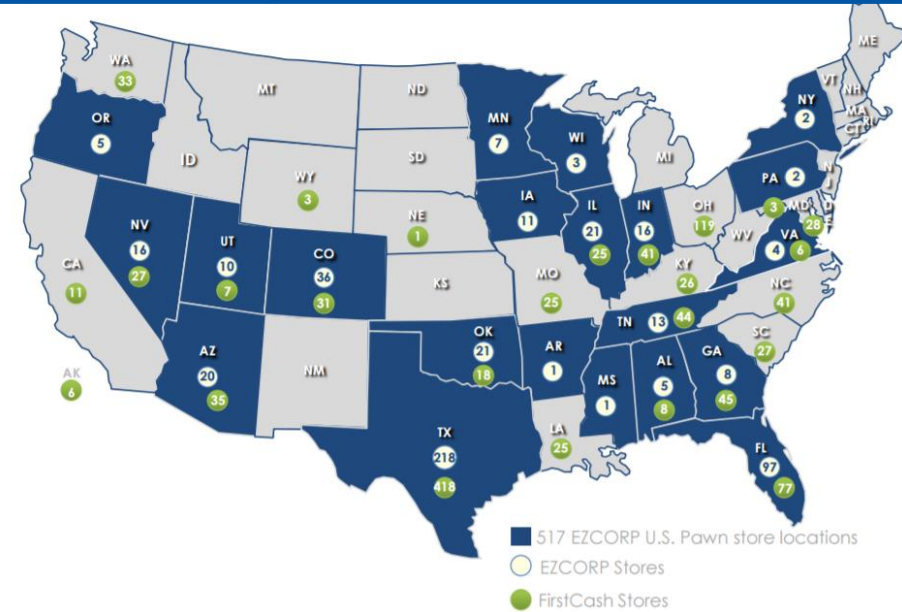 ME
WA
33
MT
ND
VT
NH
OR
5
MN
7
NY
2
MA
RI
CT
ID
SD
WI
3
MI
WY
3
PA
2
N
J
IA
11
NE
1
IL
21
25
IN
16
41
OH
119
3
MD
28
D
E
NV
16
27
UT
10
7
CO
36
31
WV
VA
4
6
CA
11
KS
MO
25
KY
26
NC
41
TN
13
44
OK
21
18
AR
1
SC
27
AZ
20
35
NM
MS
1
AL
5
8
GA
8
45
AK
6
TX
218
418
LA
25
FL
97
77
517 EZCORP U.S. Pawn store locations
EZCORP Stores
FirstCash Stores